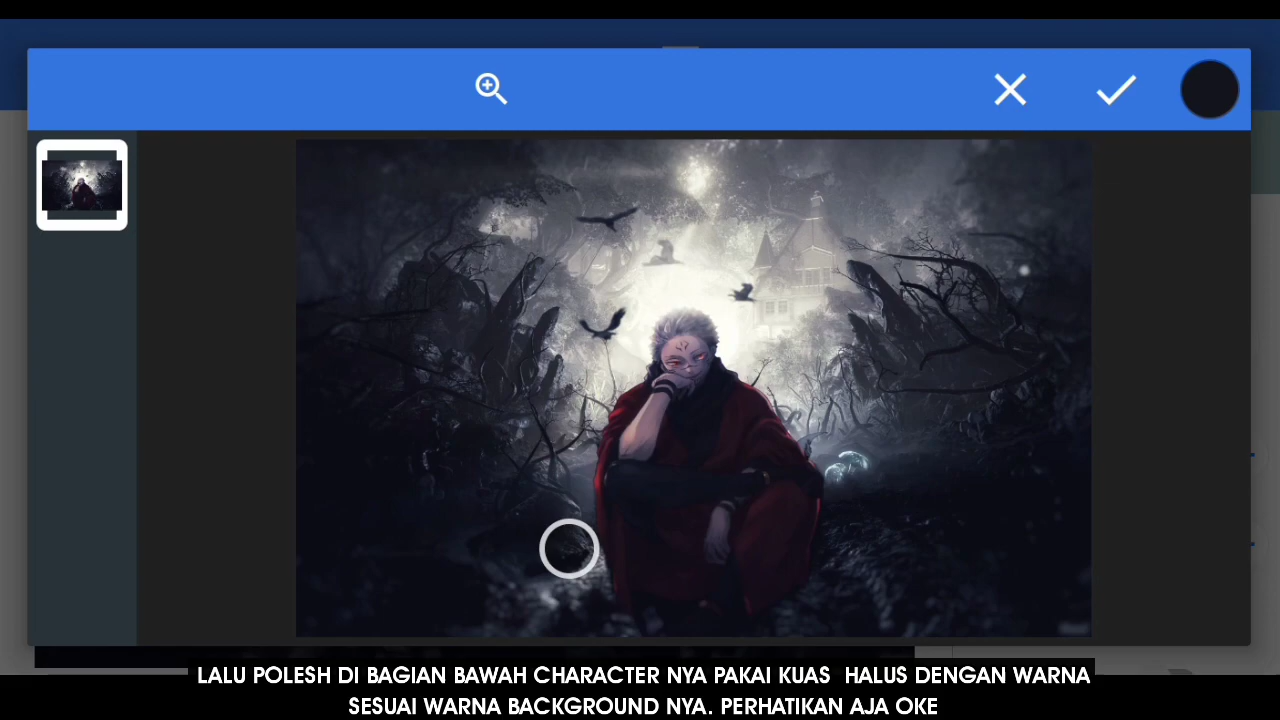 LALU POLESH DI BAGIAN BAWAH CHARACTER NYA PAKAI KUAS HALUS DENGAN WARNA
SESUAI WARNA BACKGROUND NYA. PERHATIKAN AJA OKE